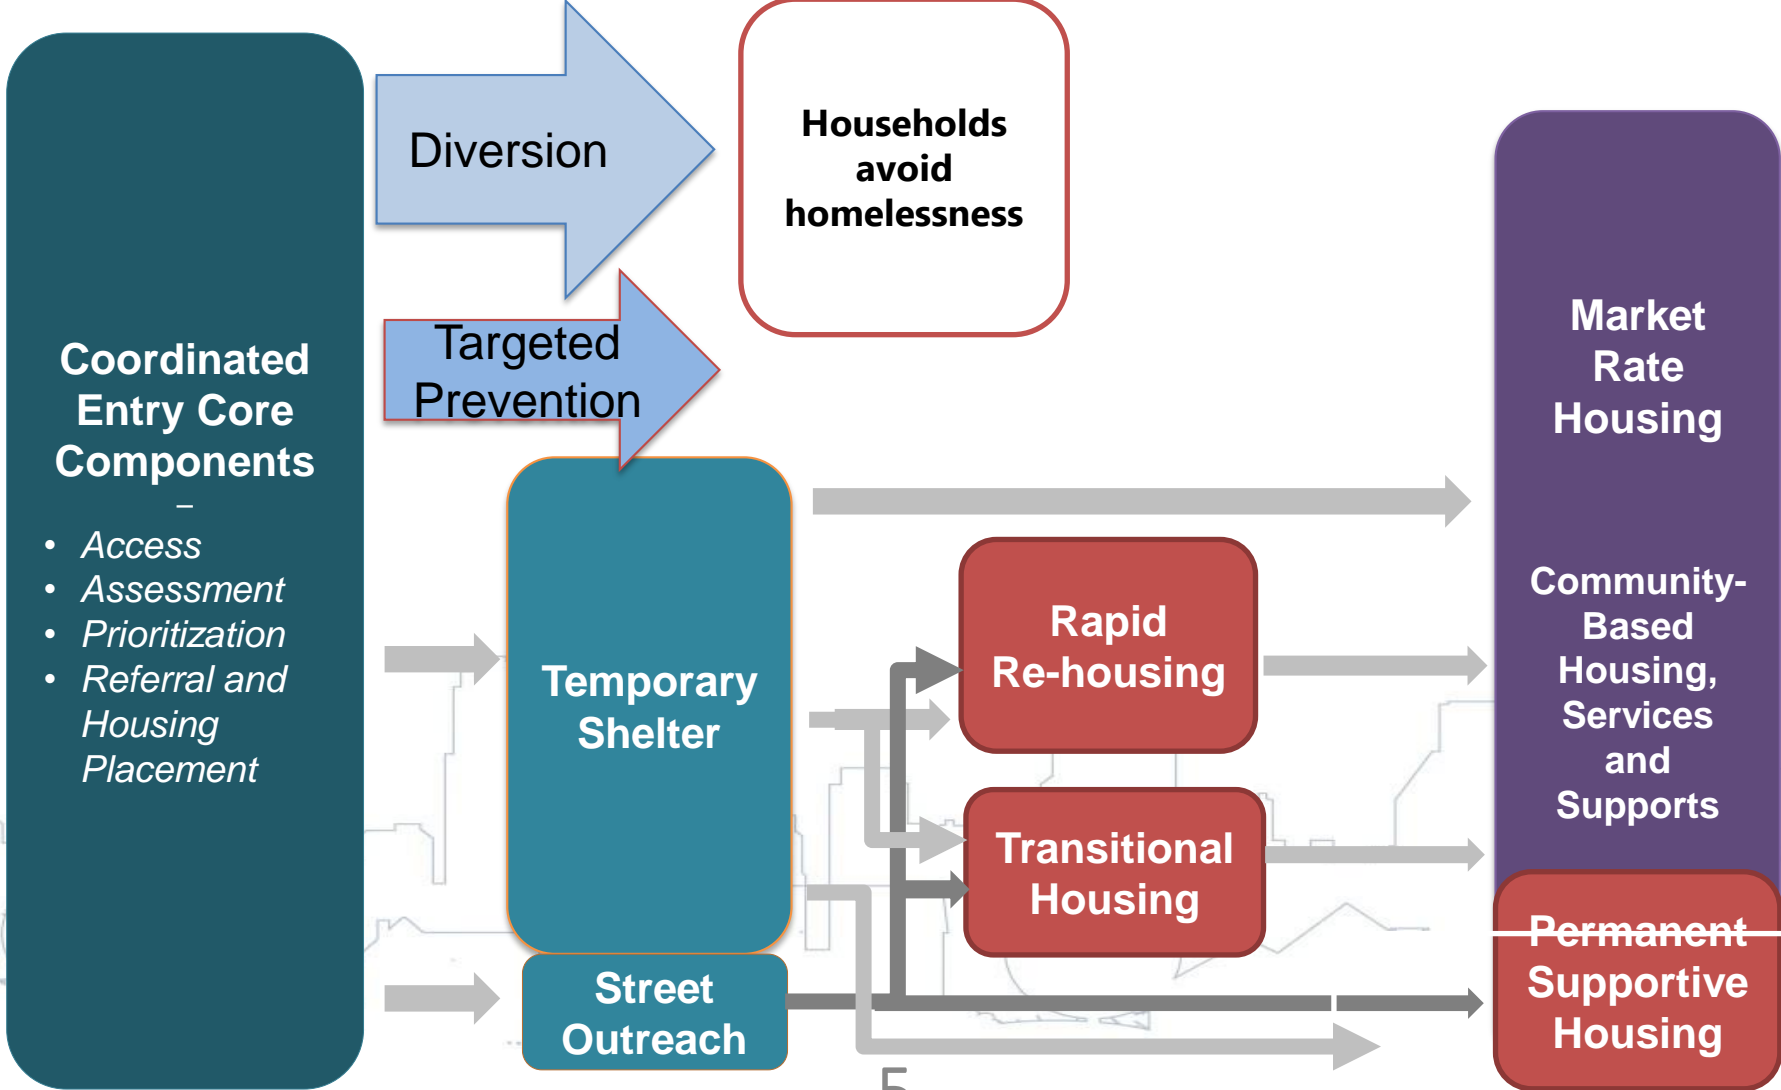 Coordinated
Entry Core
Components
–
• Access
• Assessment
• Prioritization
• Referral and
Housing
Placement
Diversion
Targeted
Prevention
Households
avoid
homelessness
Temporary
Shelter
Street
Outreach
Rapid
Re-housing
Transitional
Housing
Market
Rate
Housing
Community-
Based
Housing,
Services
and
Supports
Permanent
Supportive
Housing
5